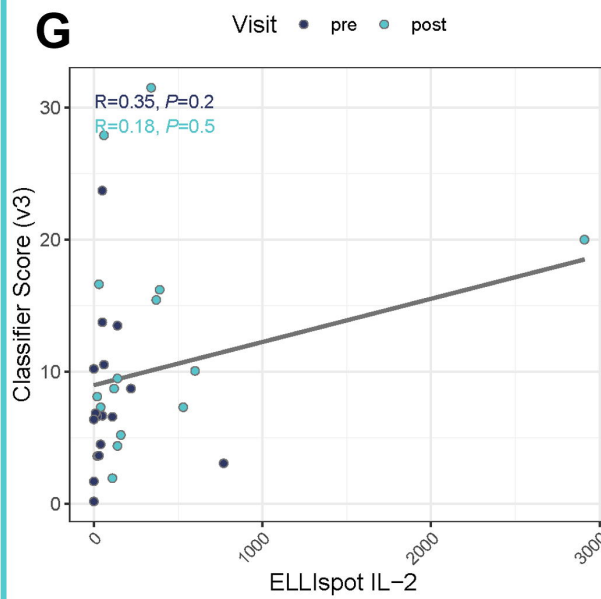 G
Visit pre post
R=0.35, P=0.2
R=0.18, P=0.5
Classifier Score (v3)
30
20
10
0
0 1000 2000 3000
ELLIspot IL−2